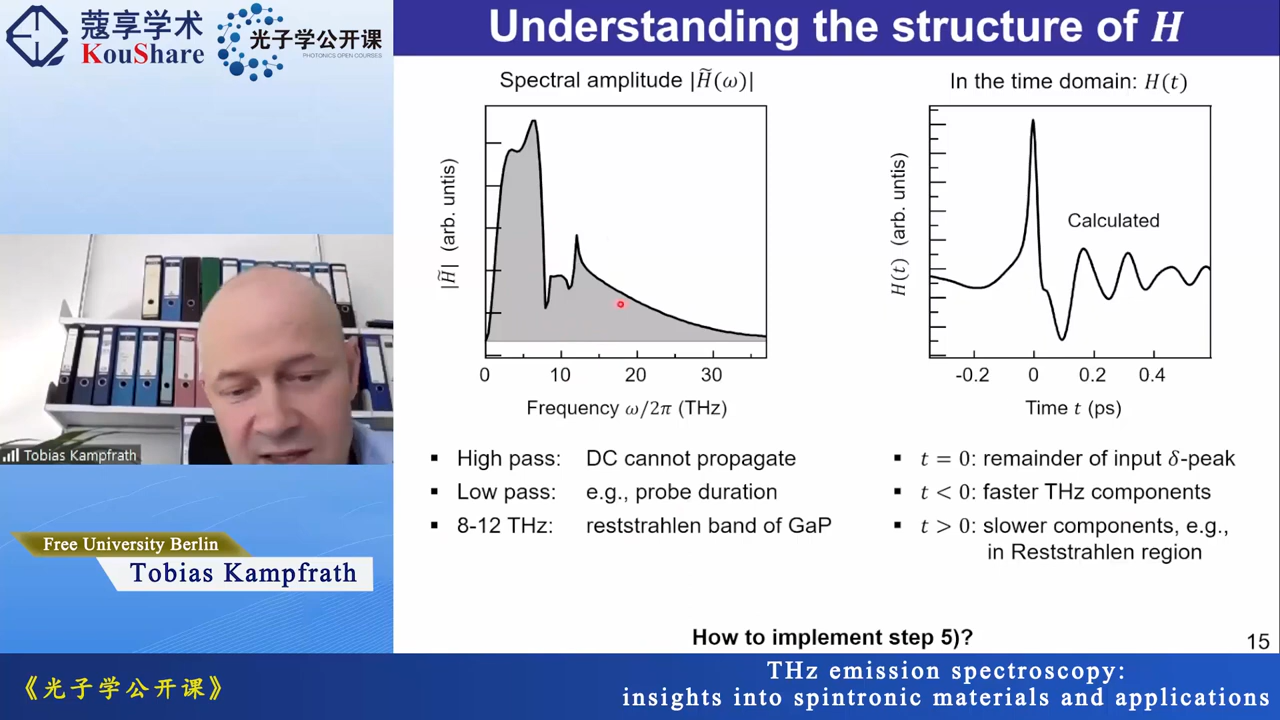 蔻享学术
KouShare
光子学公开课
PHOTONICS OPEN COURSES
Tobias Kampfrath
Free University Berlin
Tobias Kampfrath
《光子学公开课》
Understanding the structure of H
Spectral amplitude |H̃(ω)|
|H̃| (arb. untis)
0 10 20 30
Frequency ω/2π (THz)
In the time domain: H(t)
H(t) (arb. untis)
Calculated
-0.2 0 0.2 0.4
Time t (ps)
▪ High pass: DC cannot propagate
▪ Low pass: e.g., probe duration
▪ 8-12 THz: reststrahlen band of GaP
▪ t = 0: remainder of input δ-peak
▪ t < 0: faster THz components
▪ t > 0: slower components, e.g.,
in Reststrahlen region
How to implement step 5)?
15
THz emission spectroscopy:
insights into spintronic materials and applications